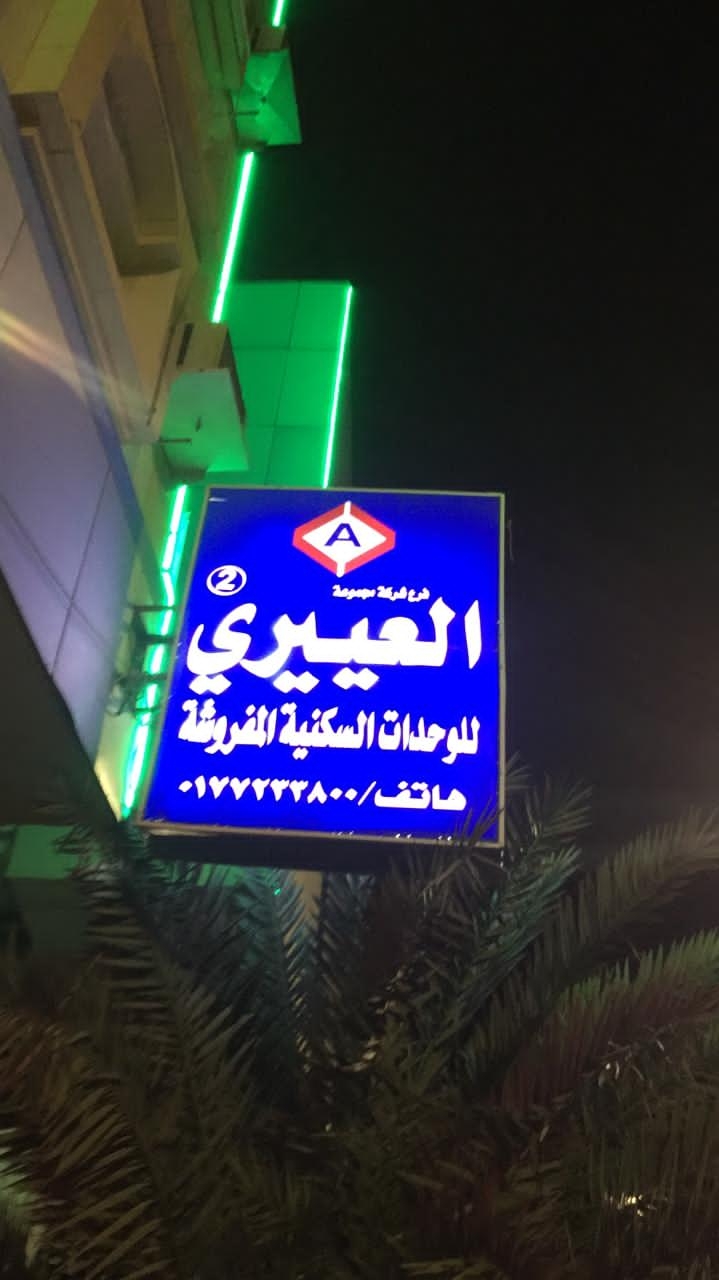 A
فرع شركة مجموعة
العييري 2
للوحدات السكنية المفروشة
هاتف/٠١٧٧٢٣٣٨٠٠